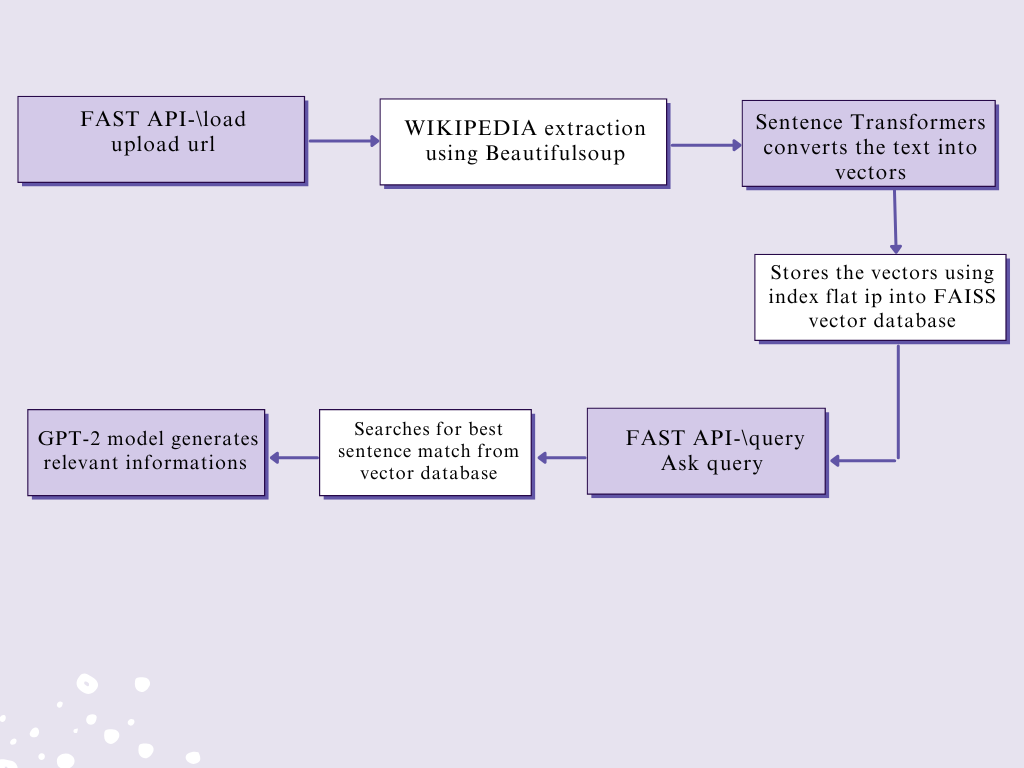 FAST API-\load
upload url
WIKIPEDIA extraction
using Beautifulsoup
Sentence Transformers
converts the text into
vectors
Stores the vectors using
index flat ip into FAISS
vector database
FAST API-\query
Ask query
Searches for best
sentence match from
vector database
GPT-2 model generates
relevant informations